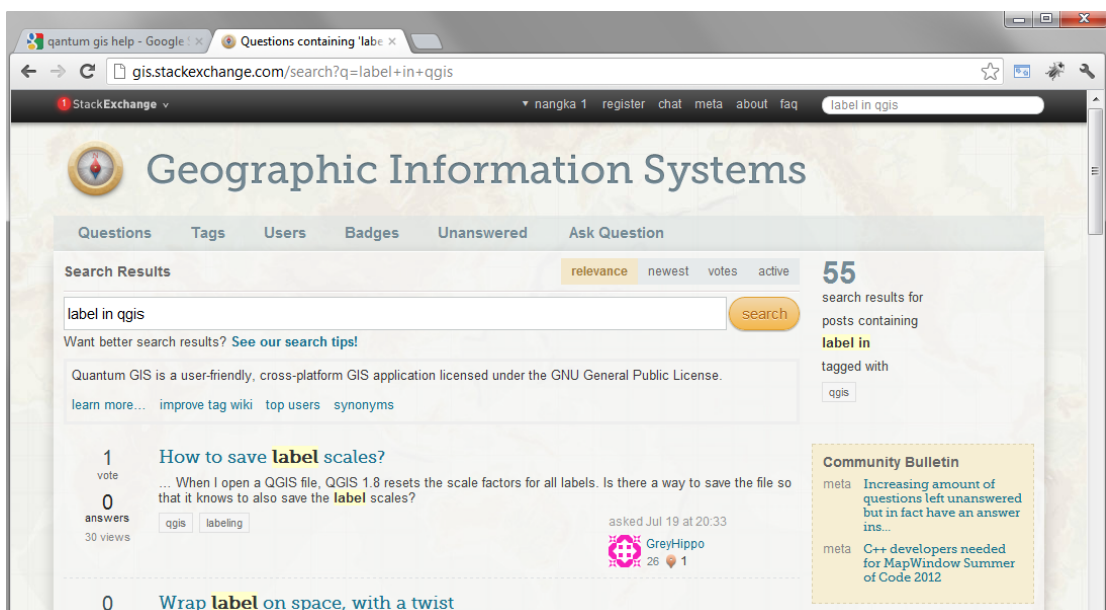 qantum gis help - Google
Questions containing 'labe
gis.stackexchange.com/search?q=label+in+qgis
1 StackExchange
nangka 1 register chat meta about faq
label in qgis
N
Geographic Information Systems
Questions Tags Users Badges Unanswered Ask Question
Search Results
relevance newest votes active
label in qgis
search
Want better search results? See our search tips!
Quantum GIS is a user-friendly, cross-platform GIS application licensed under the GNU General Public License.
learn more... improve tag wiki top users synonyms
55
search results for
posts containing
label in
tagged with
qgis
1
vote
0
answers
30 views
How to save label scales?
... When I open a QGIS file, QGIS 1.8 resets the scale factors for all labels. Is there a way to save the file so
that it knows to also save the label scales?
qgis labeling
asked Jul 19 at 20:33
GreyHippo
26 1
Community Bulletin
meta Increasing amount of
questions left unanswered
but in fact have an answer
ins...
meta C++ developers needed
for MapWindow Summer
of Code 2012
0
Wrap label on space, with a twist